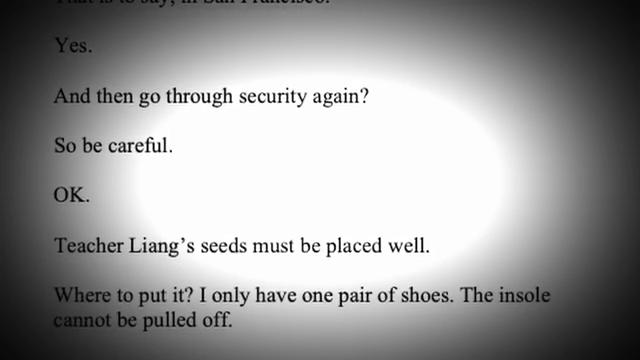 That is to say, in San Francisco.
Yes.
And then go through security again?
So be careful.
OK.
Teacher Liang’s seeds must be placed well.
Where to put it? I only have one pair of shoes. The insole
cannot be pulled off.